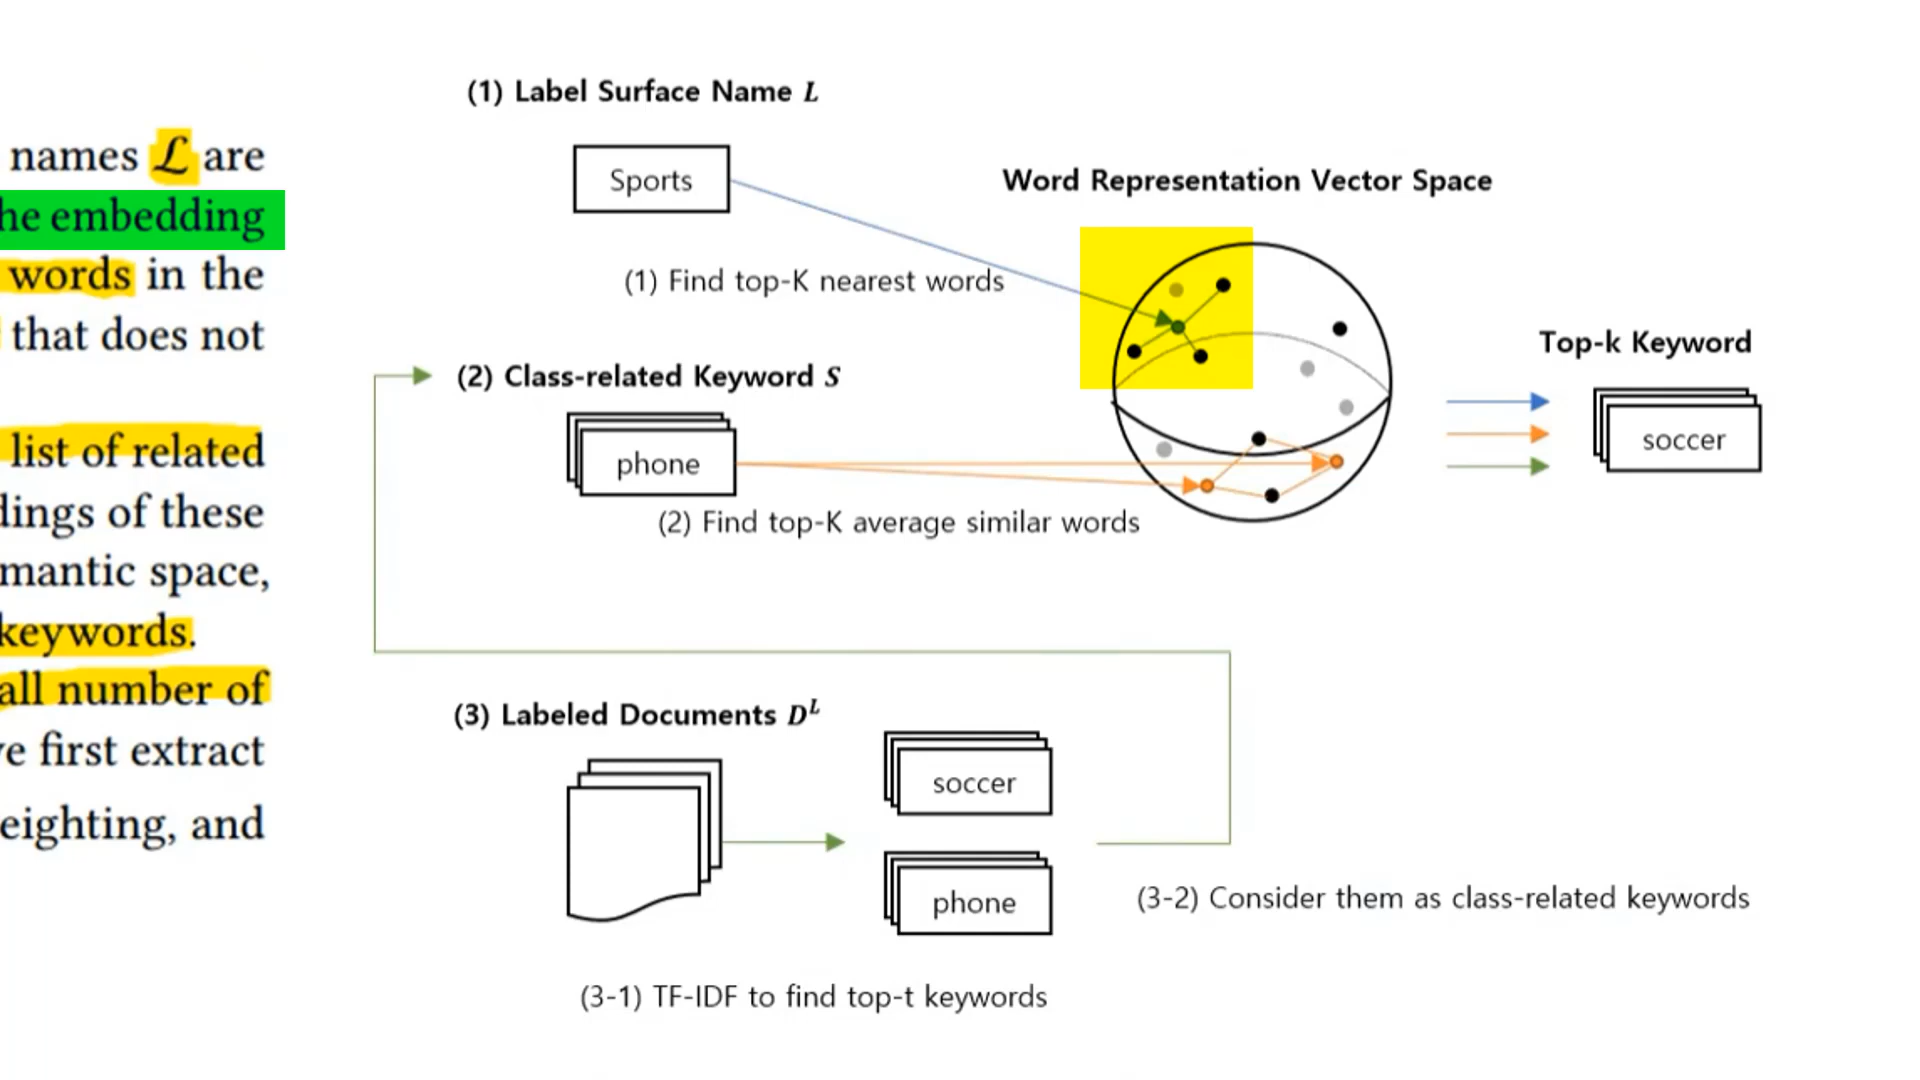 names ℒ are
he embedding
words in the
that does not
list of related
dings of these
mantic space,
keywords.
all number of
e first extract
eighting, and
(1) Label Surface Name L
Sports
(1) Find top-K nearest words
Word Representation Vector Space
(2) Class-related Keyword S
phone
(2) Find top-K average similar words
Top-k Keyword
soccer
(3) Labeled Documents Dᴸ
soccer
phone
(3-1) TF-IDF to find top-t keywords
(3-2) Consider them as class-related keywords